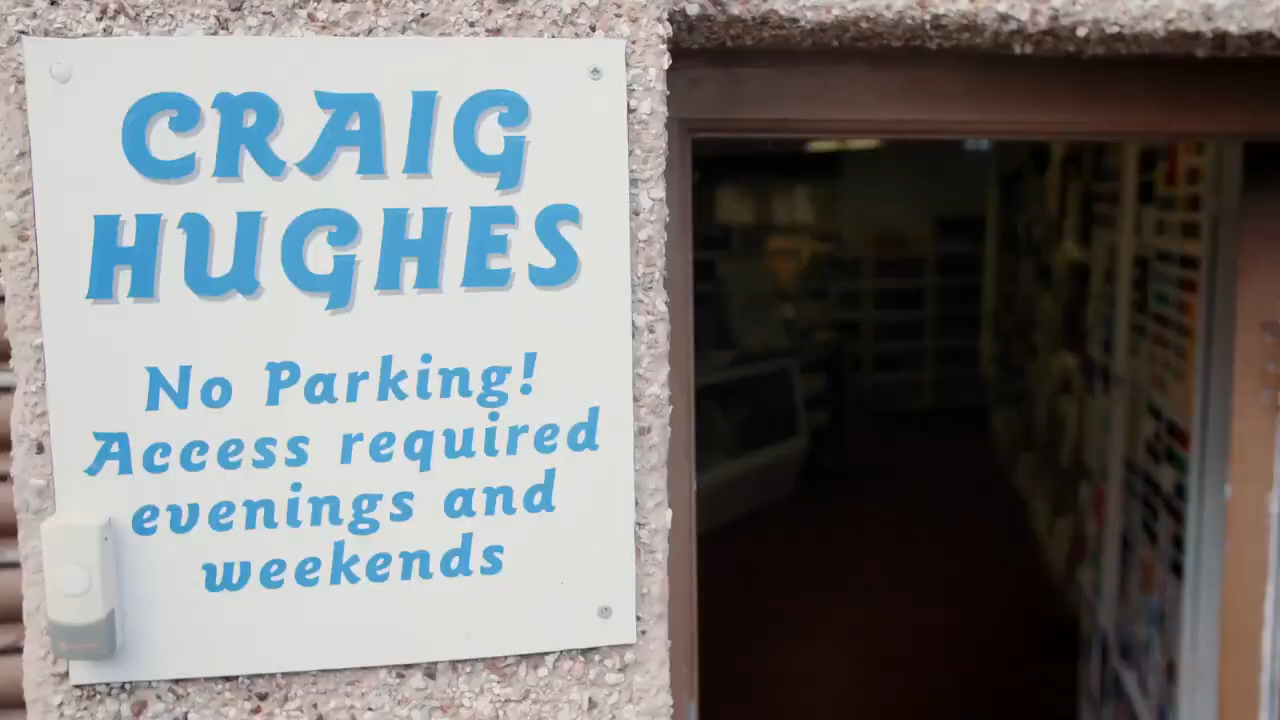 CRAIG
HUGHES
No Parking!
Access required
evenings and
weekends